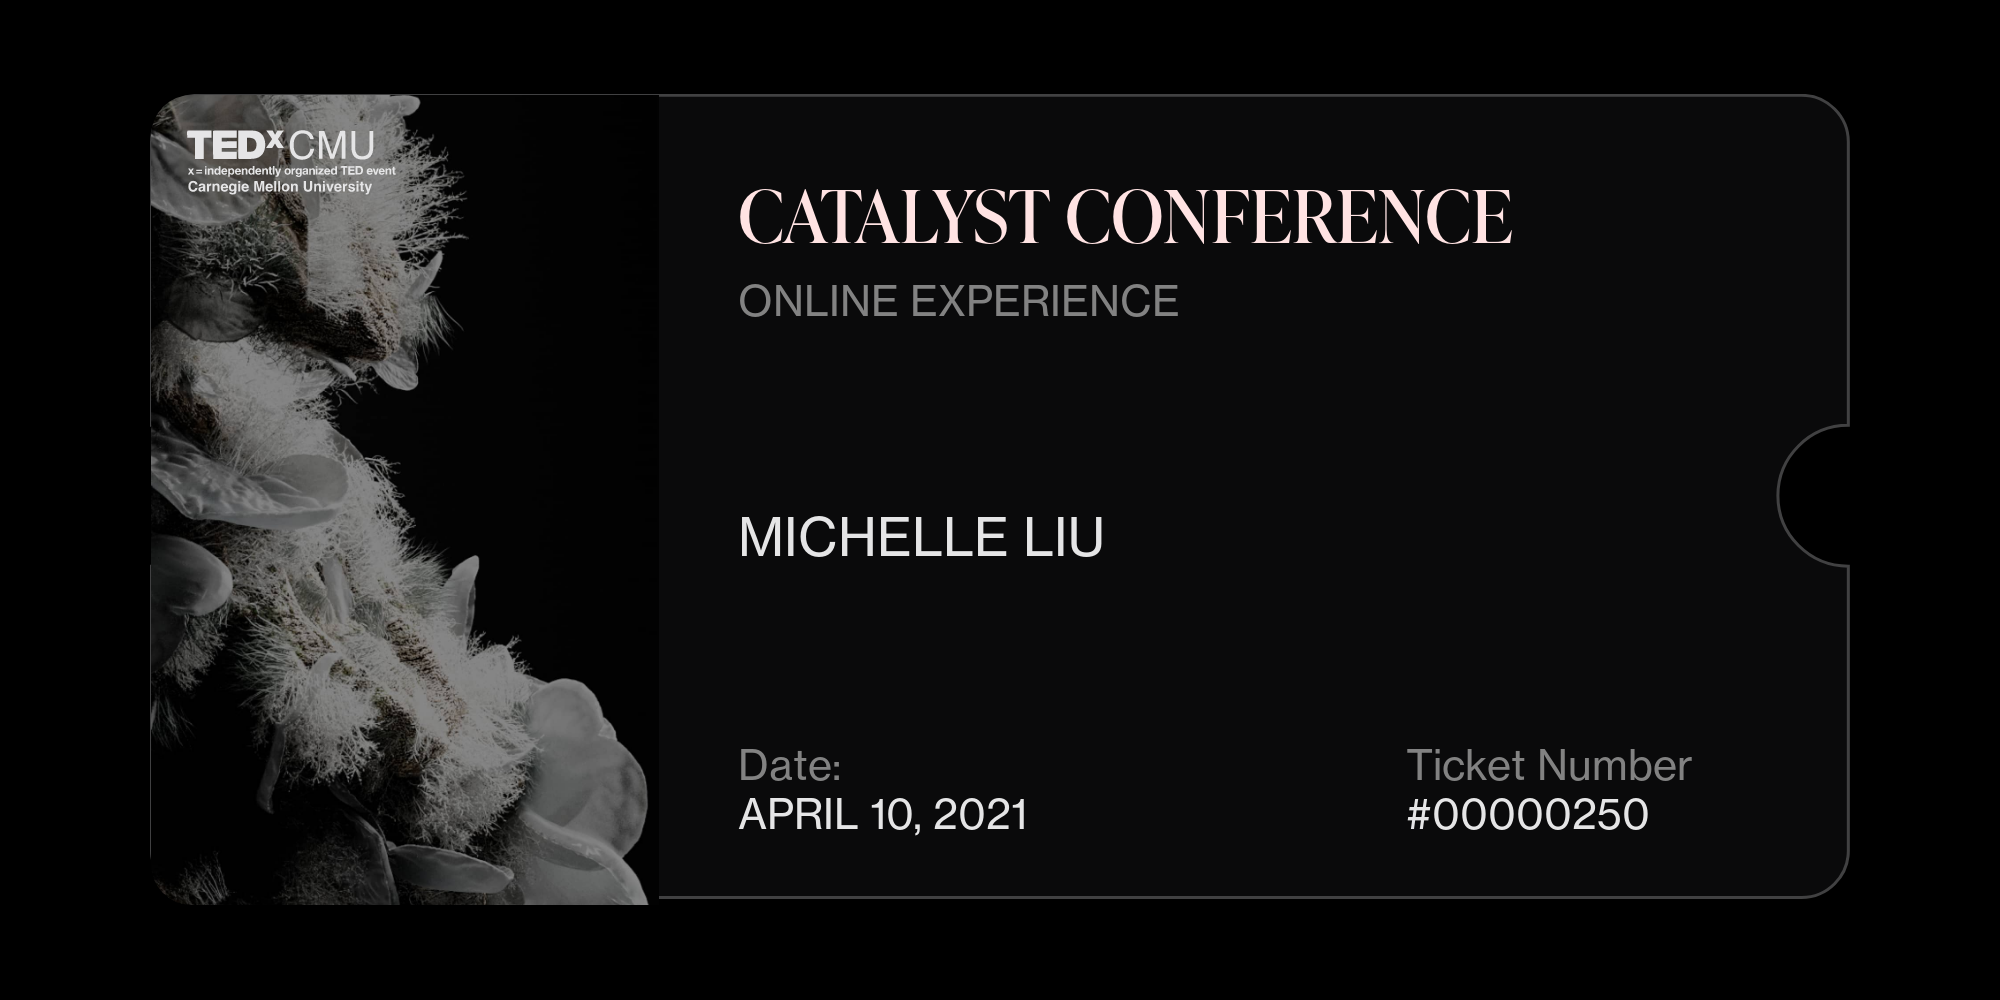 TEDxCMU
x = independently organized TED event
Carnegie Mellon University
CATALYST CONFERENCE
ONLINE EXPERIENCE
MICHELLE LIU
Date:
APRIL 10, 2021
Ticket Number
#00000250